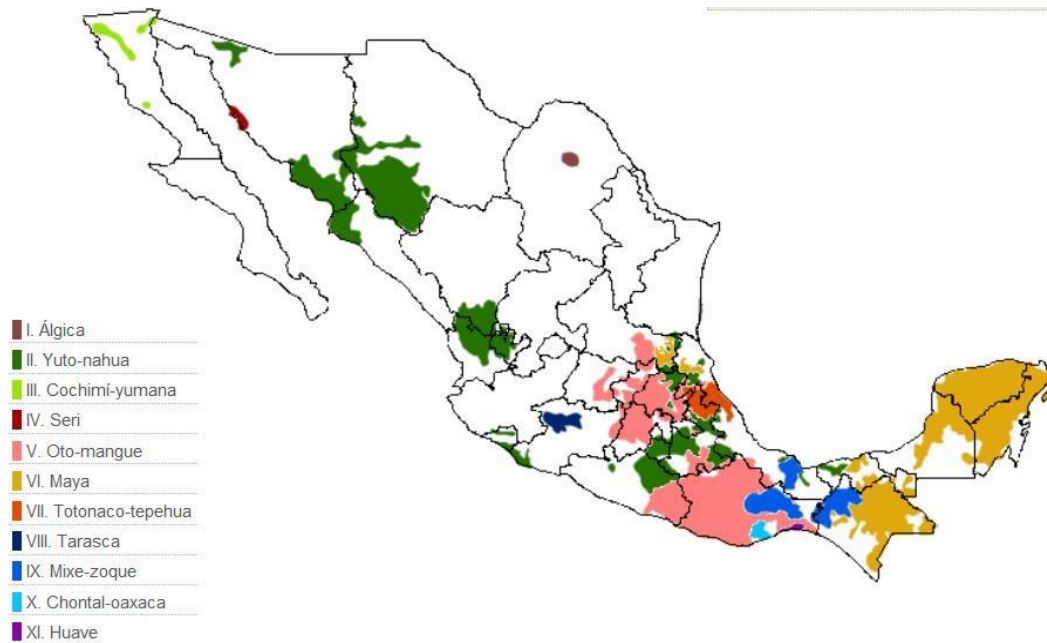 I. Álgica
II. Yuto-nahua
III. Cochimí-yumana
IV. Seri
V. Oto-mangue
VI. Maya
VII. Totonaco-tepehua
VIII. Tarasca
IX. Mixe-zoque
X. Chontal-oaxaca
XI. Huave